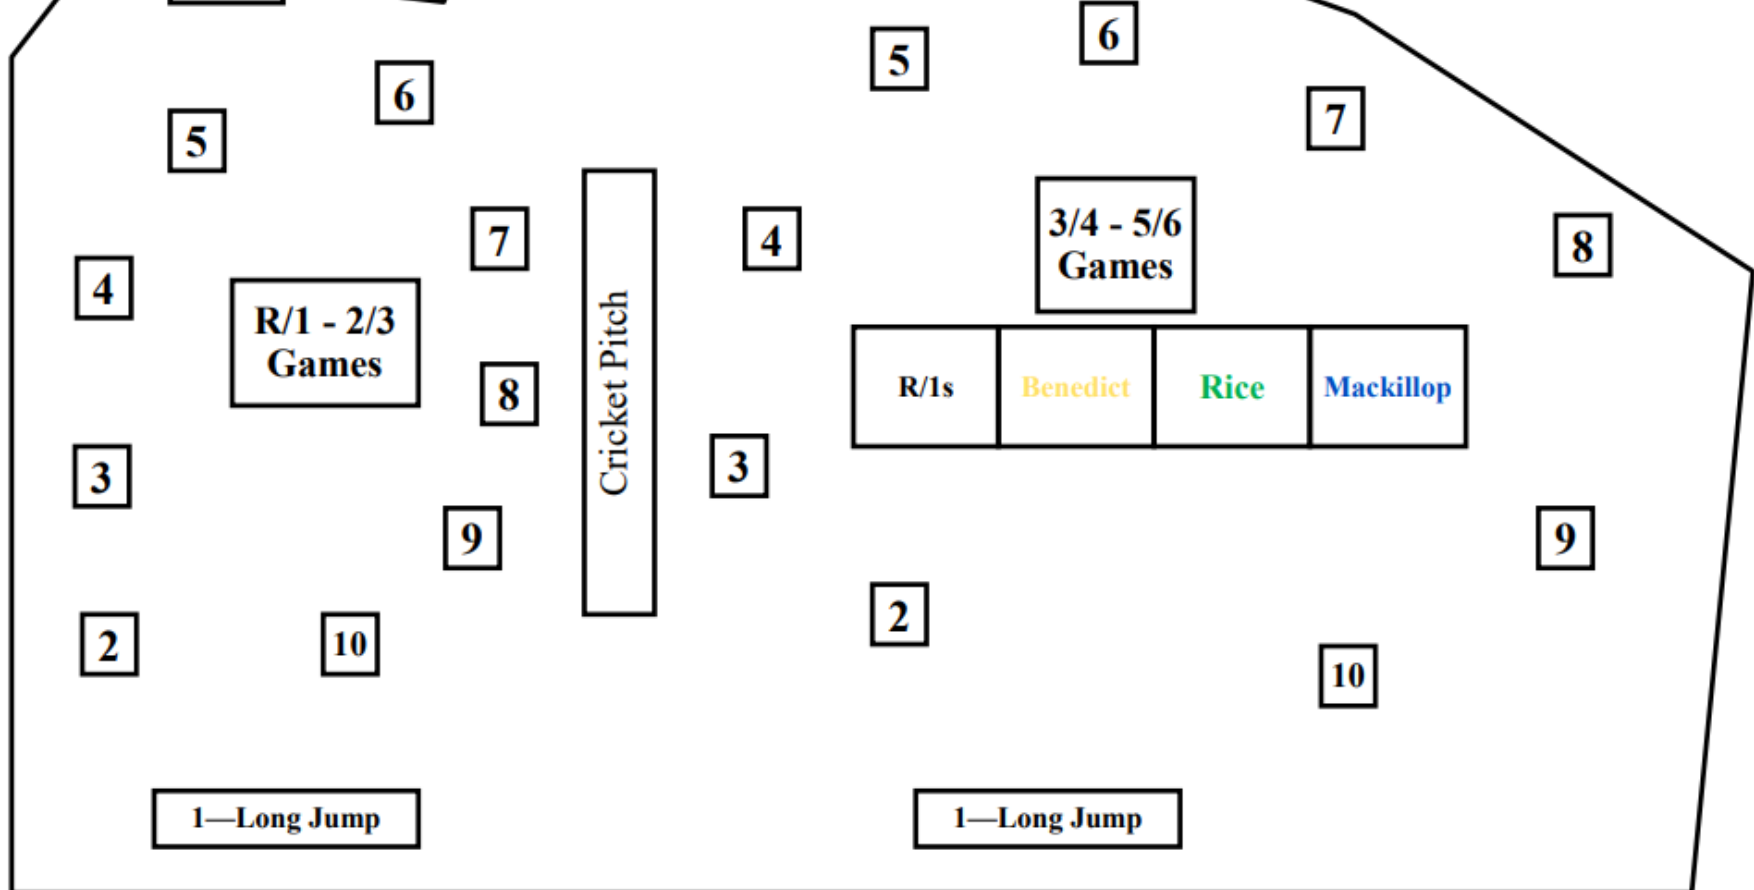 6
5
6
7
5
7
4
8
3/4 - 5/6
Games
4
R/1 - 2/3
Games
8
Cricket Pitch
R/1s
Benedict
Rice
Mackillop
3
3
9
9
2
10
2
10
1—Long Jump
1—Long Jump